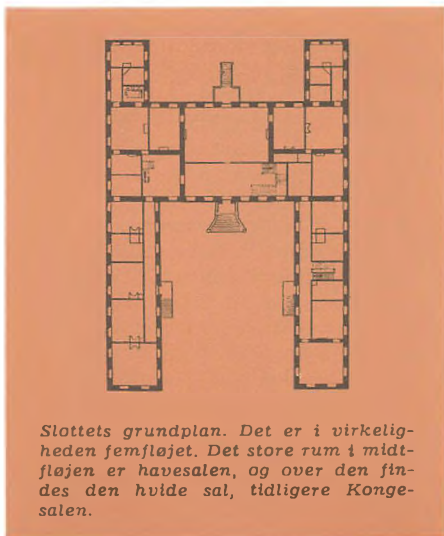 Slottets grundplan. Det er i virkelig-
heden femfløjet. Det store rum i midt-
fløjen er havesalen, og over den fin-
des den hvide sal, tidligere Konge-
salen.